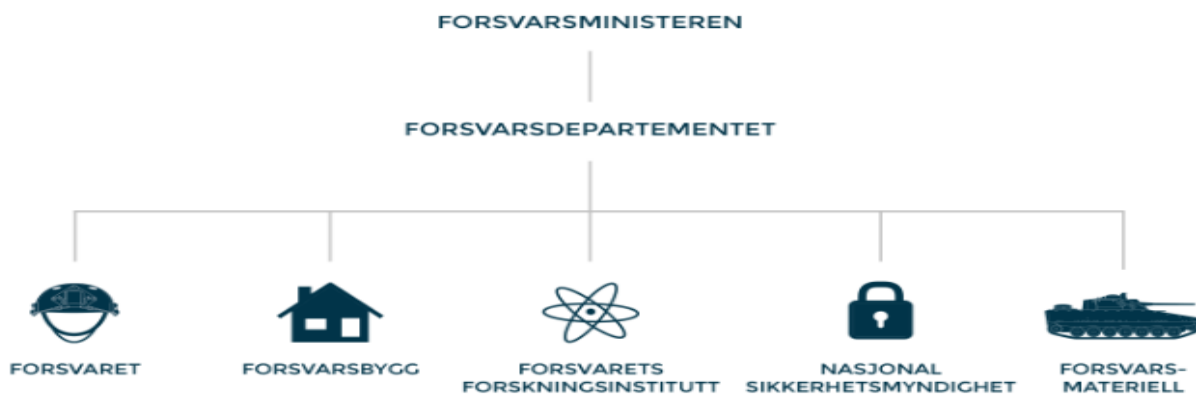 FORSVARSMINISTEREN
FORSVARSDEPARTEMENTET
FORSVARET
FORSVARSBYGG
FORSVARETS
FORSKNINGSINSTITUTT
NASJONAL
SIKKERHETSMYNDIGHET
FORSVARS-
MATERIELL